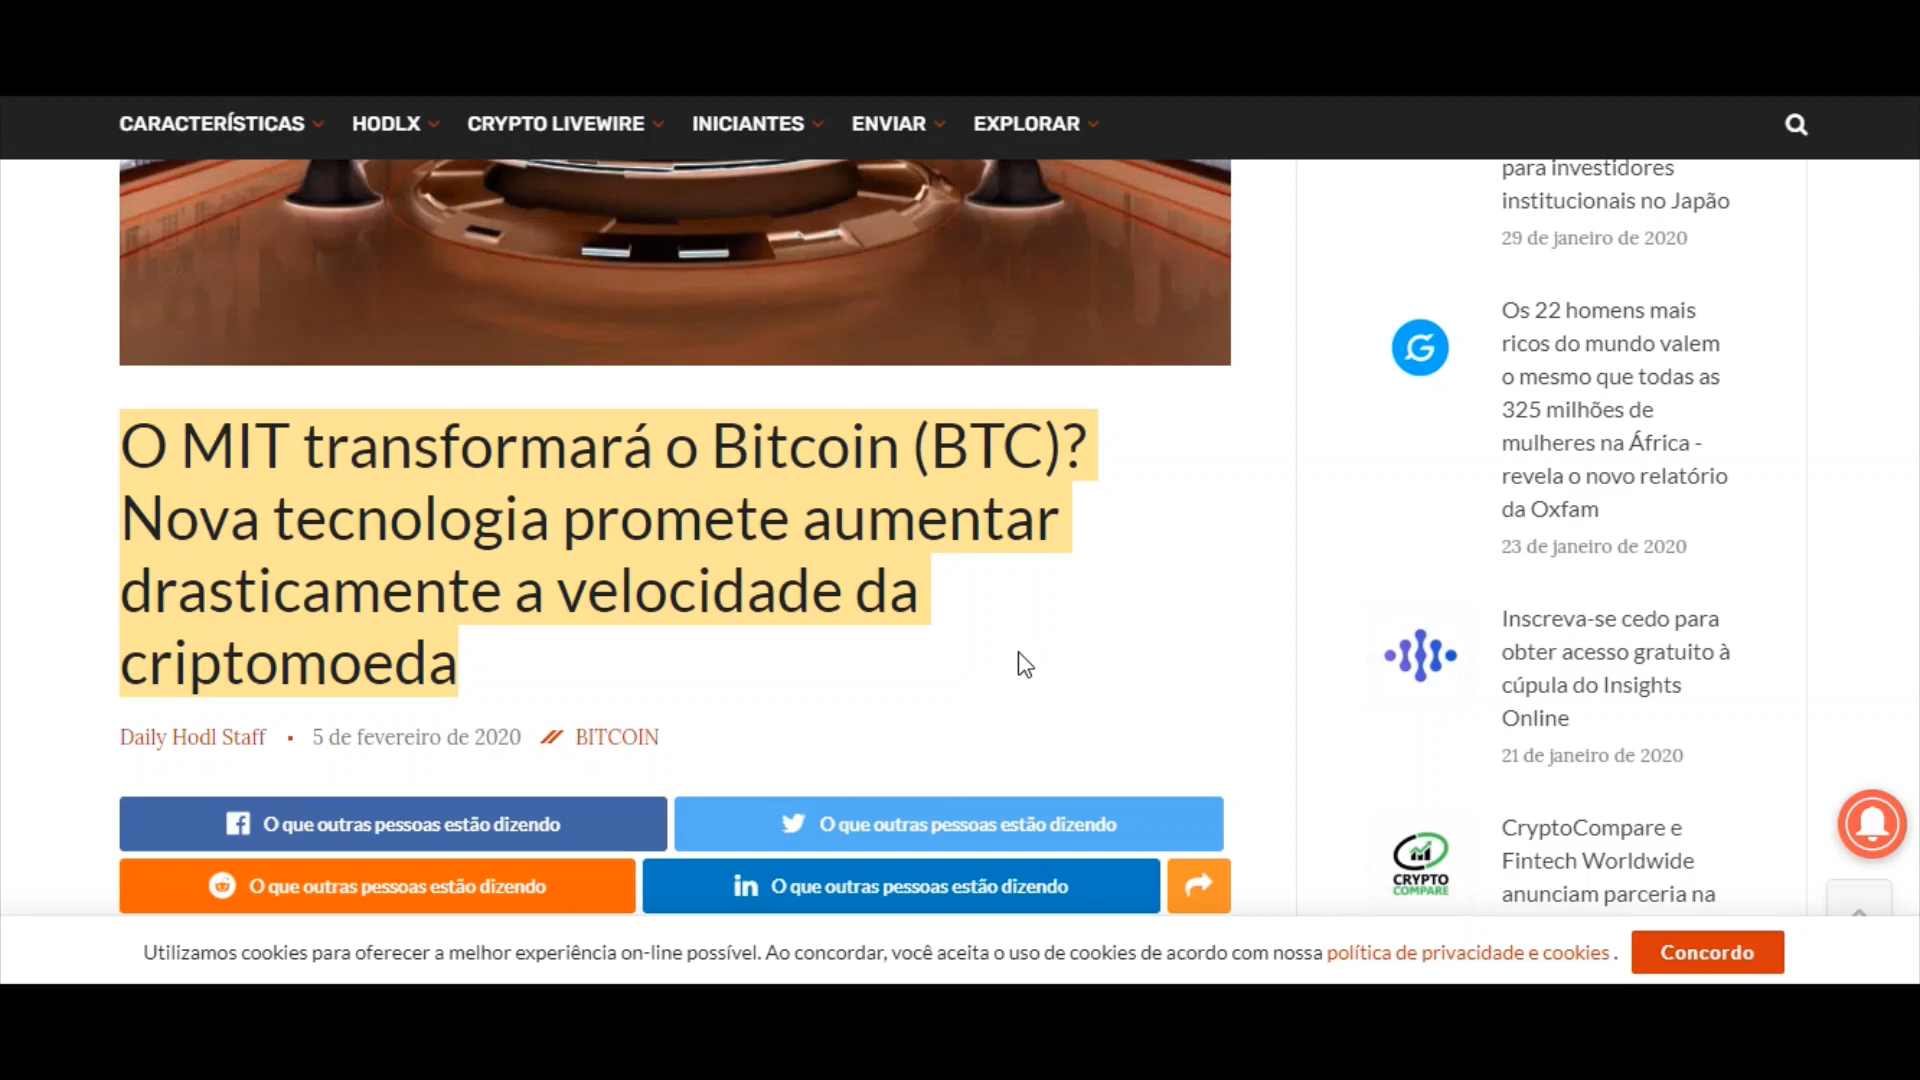 CARACTERÍSTICAS HODLX CRYPTO LIVEWIRE INICIANTES ENVIAR EXPLORAR
O MIT transformará o Bitcoin (BTC)?
Nova tecnologia promete aumentar
drasticamente a velocidade da
criptomoeda
Daily Hodl Staff 5 de fevereiro de 2020 BITCOIN
O que outras pessoas estão dizendo
O que outras pessoas estão dizendo
O que outras pessoas estão dizendo
in O que outras pessoas estão dizendo
para investidores
institucionais no Japão
29 de janeiro de 2020
Os 22 homens mais
ricos do mundo valem
o mesmo que todas as
325 milhões de
mulheres na África -
revela o novo relatório
da Oxfam
23 de janeiro de 2020
Inscreva-se cedo para
obter acesso gratuito à
cúpula do Insights
Online
21 de janeiro de 2020
CRYPTO
COMPARE
CryptoCompare e
Fintech Worldwide
anunciam parceria na
Utilizamos cookies para oferecer a melhor experiência on-line possível. Ao concordar, você aceita o uso de cookies de acordo com nossa política de privacidade e cookies .
Concordo